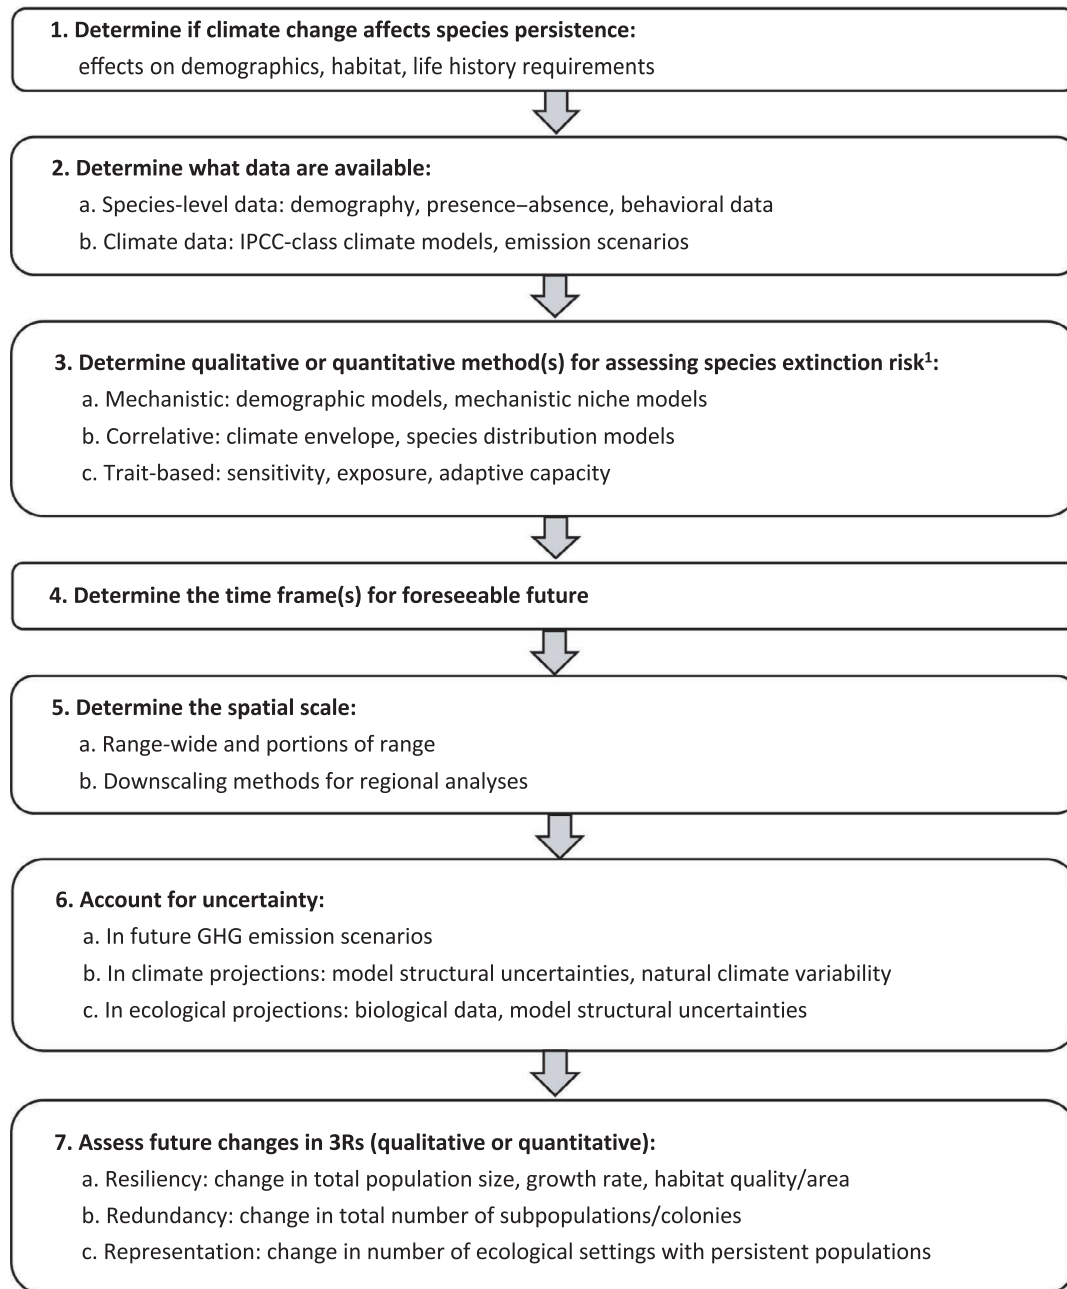 1. Determine if climate change affects species persistence:
effects on demographics, habitat, life history requirements
2. Determine what data are available:
a. Species-level data: demography, presence–absence, behavioral data
b. Climate data: IPCC-class climate models, emission scenarios
3. Determine qualitative or quantitative method(s) for assessing species extinction risk¹:
a. Mechanistic: demographic models, mechanistic niche models
b. Correlative: climate envelope, species distribution models
c. Trait-based: sensitivity, exposure, adaptive capacity
4. Determine the time frame(s) for foreseeable future
5. Determine the spatial scale:
a. Range-wide and portions of range
b. Downscaling methods for regional analyses
6. Account for uncertainty:
a. In future GHG emission scenarios
b. In climate projections: model structural uncertainties, natural climate variability
c. In ecological projections: biological data, model structural uncertainties
7. Assess future changes in 3Rs (qualitative or quantitative):
a. Resiliency: change in total population size, growth rate, habitat quality/area
b. Redundancy: change in total number of subpopulations/colonies
c. Representation: change in number of ecological settings with persistent populations